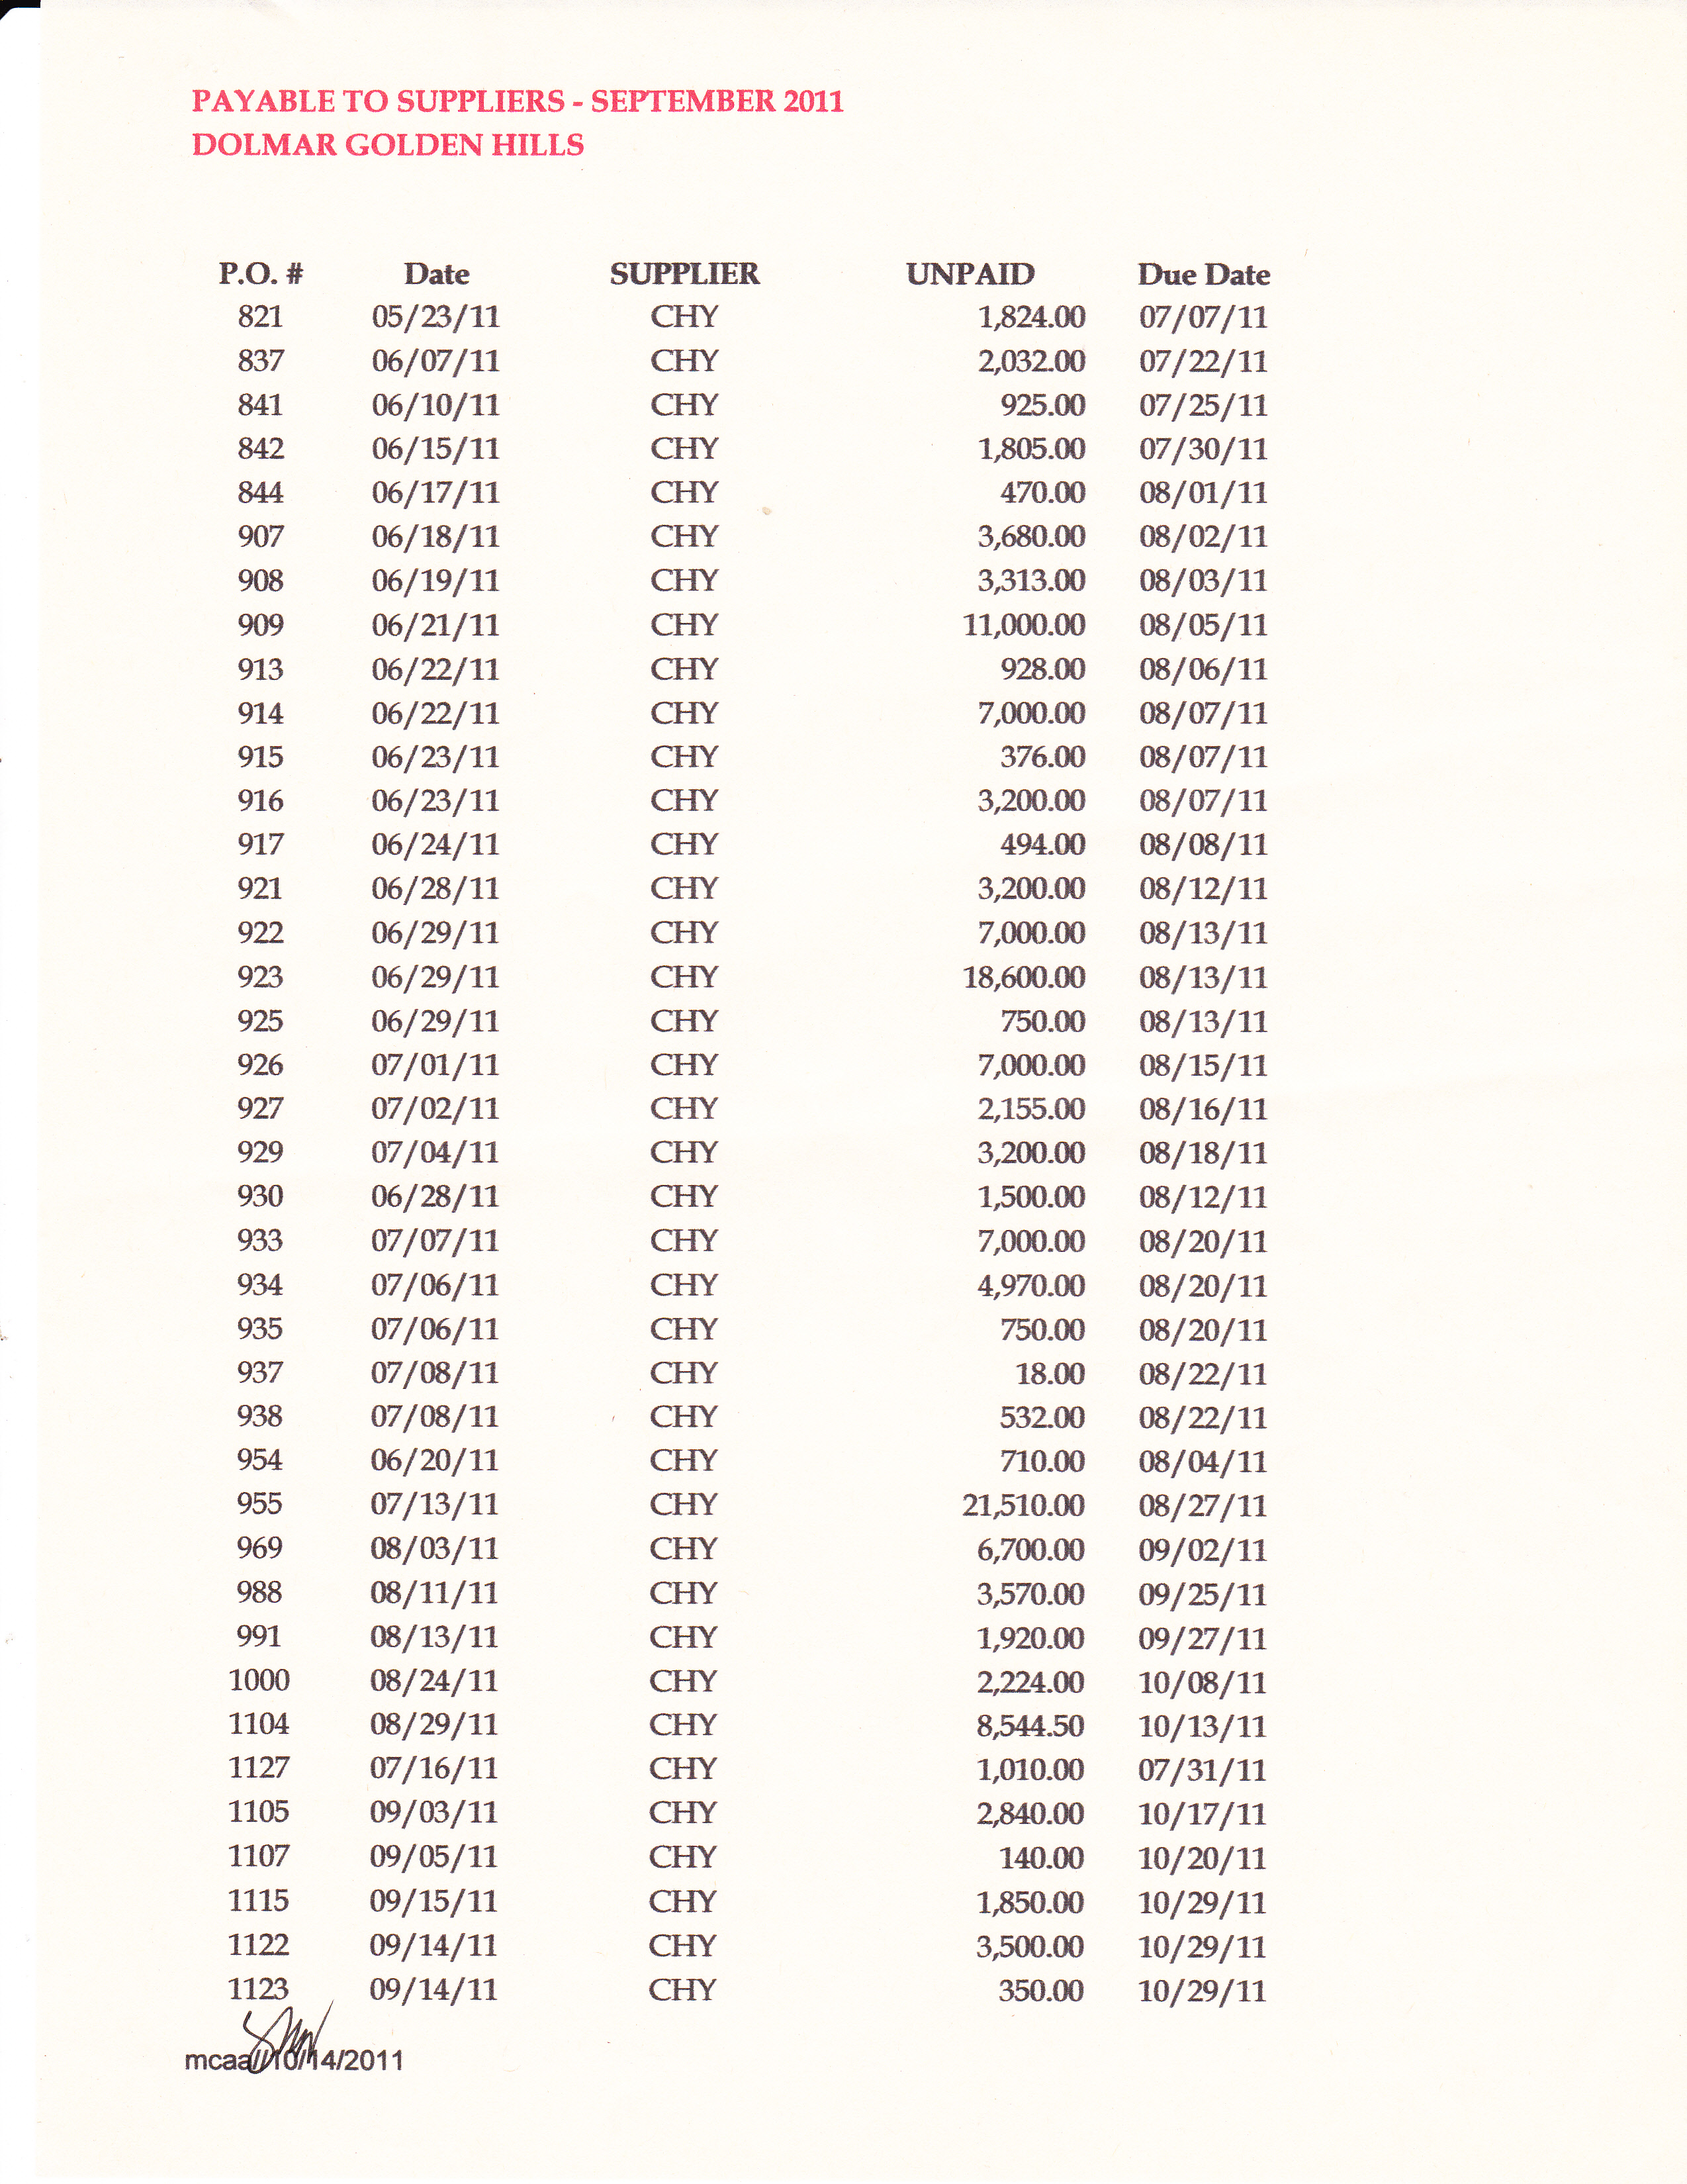 PAYABLE TO SUPPLIERS - SEPTEMBER 2011
DOLMAR GOLDEN HILLS
P.O. # Date SUPPLIER UNPAID Due Date
821 05/23/11 CHY 1,824.00 07/07/11
837 06/07/11 CHY 2,032.00 07/22/11
841 06/10/11 CHY 925.00 07/25/11
842 06/15/11 CHY 1,805.00 07/30/11
844 06/17/11 CHY 470.00 08/01/11
907 06/18/11 CHY 3,680.00 08/02/11
908 06/19/11 CHY 3,313.00 08/03/11
909 06/21/11 CHY 11,000.00 08/05/11
913 06/22/11 CHY 928.00 08/06/11
914 06/22/11 CHY 7,000.00 08/07/11
915 06/23/11 CHY 376.00 08/07/11
916 06/23/11 CHY 3,200.00 08/07/11
917 06/24/11 CHY 494.00 08/08/11
921 06/28/11 CHY 3,200.00 08/12/11
922 06/29/11 CHY 7,000.00 08/13/11
923 06/29/11 CHY 18,600.00 08/13/11
925 06/29/11 CHY 750.00 08/13/11
926 07/01/11 CHY 7,000.00 08/15/11
927 07/02/11 CHY 2,155.00 08/16/11
929 07/04/11 CHY 3,200.00 08/18/11
930 06/28/11 CHY 1,500.00 08/12/11
933 07/07/11 CHY 7,000.00 08/20/11
934 07/06/11 CHY 4,970.00 08/20/11
935 07/06/11 CHY 750.00 08/20/11
937 07/08/11 CHY 18.00 08/22/11
938 07/08/11 CHY 532.00 08/22/11
954 06/20/11 CHY 710.00 08/04/11
955 07/13/11 CHY 21,510.00 08/27/11
969 08/03/11 CHY 6,700.00 09/02/11
988 08/11/11 CHY 3,570.00 09/25/11
991 08/13/11 CHY 1,920.00 09/27/11
1000 08/24/11 CHY 2,224.00 10/08/11
1104 08/29/11 CHY 8,544.50 10/13/11
1127 07/16/11 CHY 1,010.00 07/31/11
1105 09/03/11 CHY 2,840.00 10/17/11
1107 09/05/11 CHY 140.00 10/20/11
1115 09/15/11 CHY 1,850.00 10/29/11
1122 09/14/11 CHY 3,500.00 10/29/11
1123 09/14/11 CHY 350.00 10/29/11
mcaa//10/14/2011